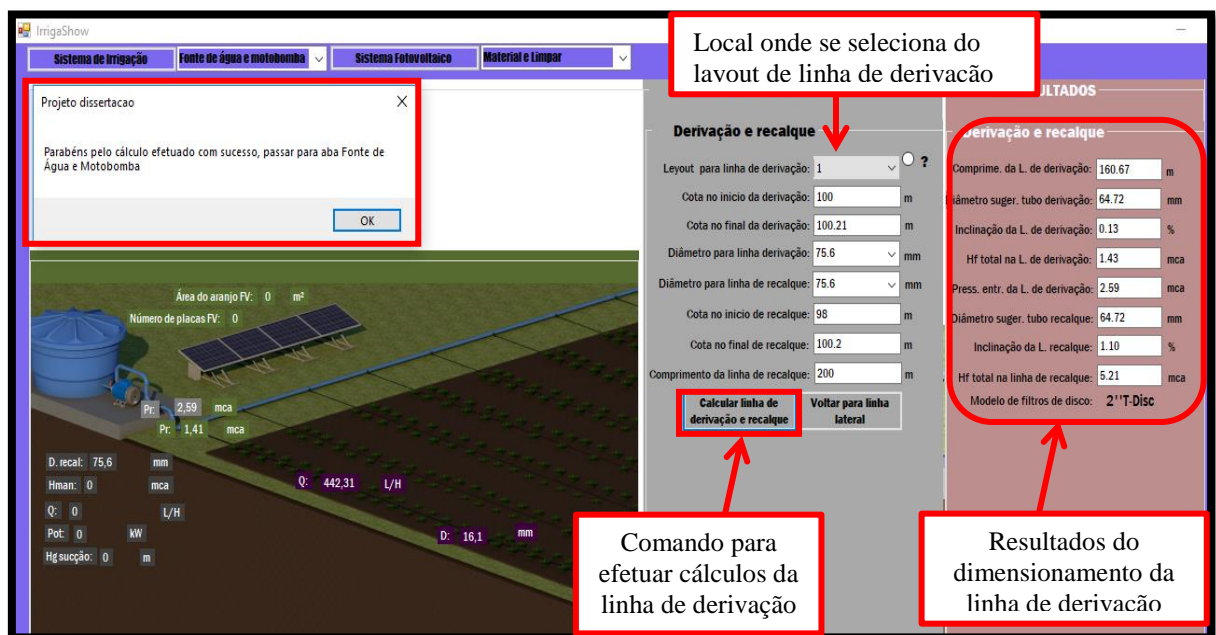 IrrigaShow
Sistema de Irrigação
Fonte de água e motobomba
Sistema Fotovoltaico
Material e Limpar
Local onde se seleciona do
layout de linha de derivação
Projeto dissertacao
Parabéns pelo cálculo efetuado com sucesso, passar para aba Fonte de
Água e Motobomba
OK
Área do aranjo FV: 0 m²
Número de placas FV: 0
Pr: 2,59 mca
Pr: 1,41 mca
D. recal: 75,6 mm
Hman: 0 mca
Q: 0 L/H
Pot: 0 kW
Hg sucção: 0 m
Q: 442,31 L/H
D: 16,1 mm
Derivação e recalque
Leyout para linha de derivação: 1 ?
Cota no inicio da derivação: 100 m
Cota no final da derivação: 100.21 m
Diâmetro para linha derivação: 75.6 mm
Diâmetro para linha de recalque: 75.6 mm
Cota no inicio de recalque: 98 m
Cota no final de recalque: 100.2 m
Comprimento da linha de recalque: 200 m
Calcular linha de
derivação e recalque
Voltar para linha
lateral
ULTADOS
Derivação e recalque
Comprime. da L. de derivação: 160.67 m
iâmetro suger. tubo derivação: 64.72 mm
Inclinação da L. de derivação: 0.13 %
Hf total na L. de derivação: 1.43 mca
Press. entr. da L. de derivação: 2.59 mca
Diâmetro suger. tubo recalque: 64.72 mm
Inclinação da L. recalque: 1.10 %
Hf total na linha de recalque: 5.21 mca
Modelo de filtros de disco: 2''T-Disc
Comando para
efetuar cálculos da
linha de derivação
Resultados do
dimensionamento da
linha de derivação